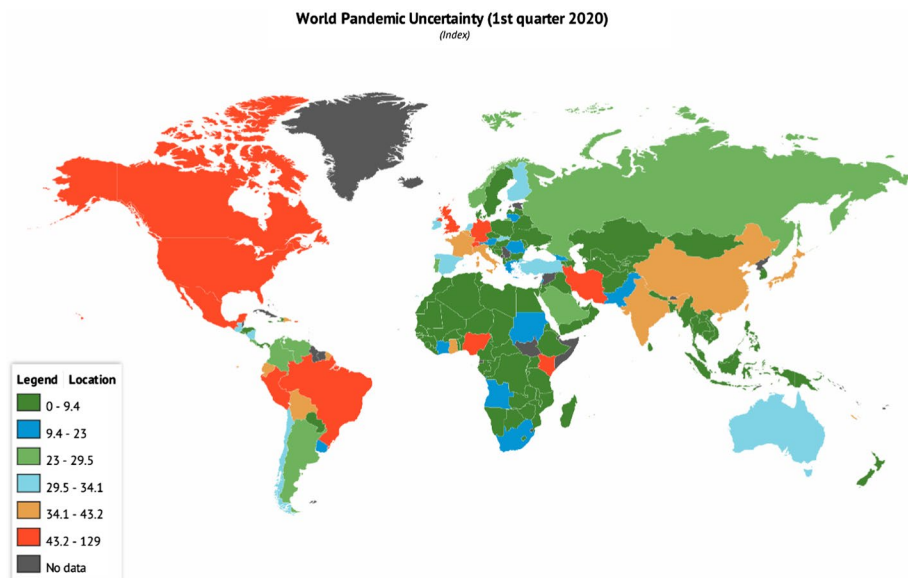 World Pandemic Uncertainty (1st quarter 2020)
(Index)
Legend Location
0 - 9.4
9.4 - 23
23 - 29.5
29.5 - 34.1
34.1 - 43.2
43.2 - 129
No data